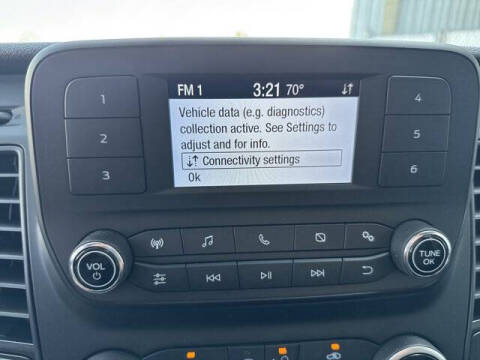 FM 1 3:21 70°
Vehicle data (e.g. diagnostics)
collection active. See Settings to
adjust and for info.
Connectivity settings
Ok
1
2
3
4
5
6
VOL
TUNE
OK